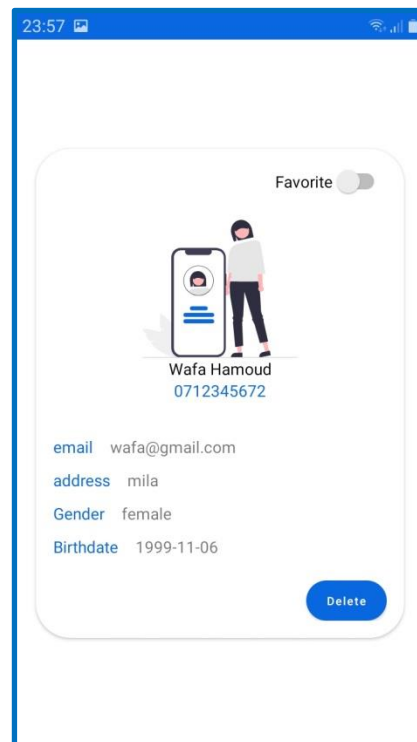 23:57
Favorite
Wafa Hamoud
0712345672
email wafa@gmail.com
address mila
Gender female
Birthdate 1999-11-06
Delete